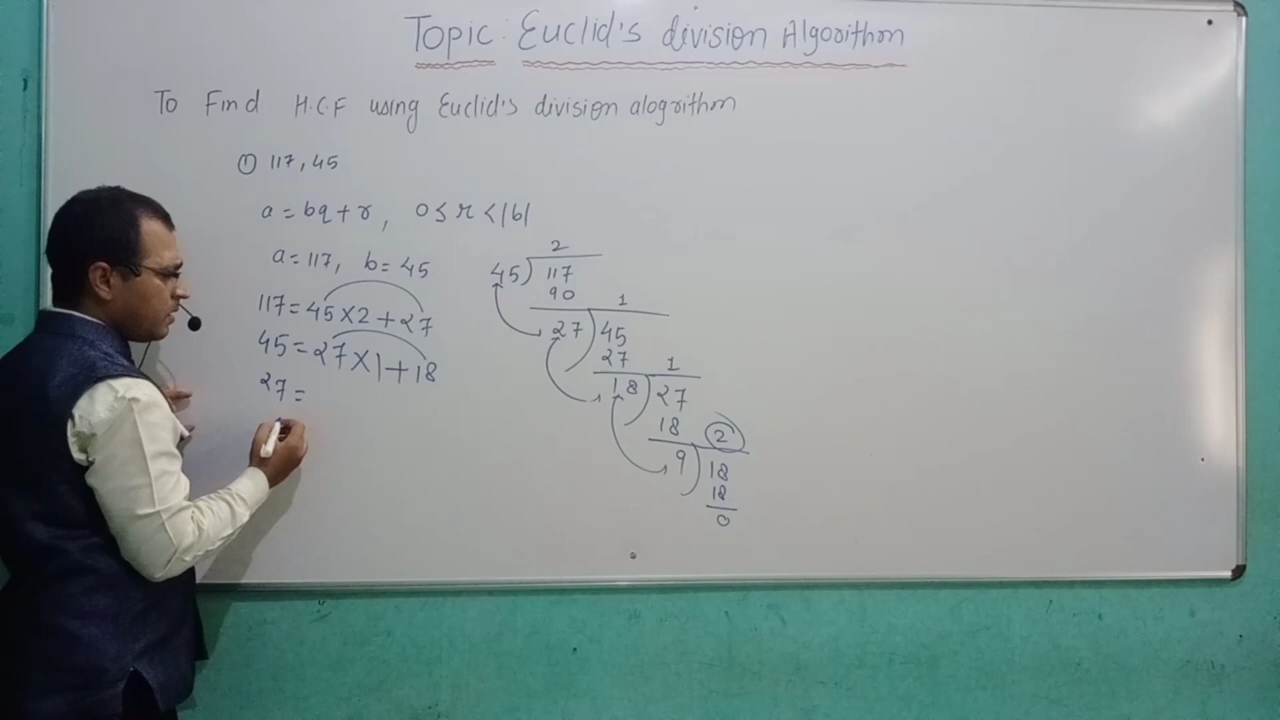 Topic: Euclid's division Algorithm
To Find H.C.F using Euclid's division alogrithm
① 117, 45
a = bq + r, 0 ≤ r < |b|
a = 117, b = 45
117 = 45 × 2 + 27
45 = 27 × 1 + 18
27 =
2
45) 117
90 1
27) 45
27 1
18) 27
18 2
9) 18
18
0